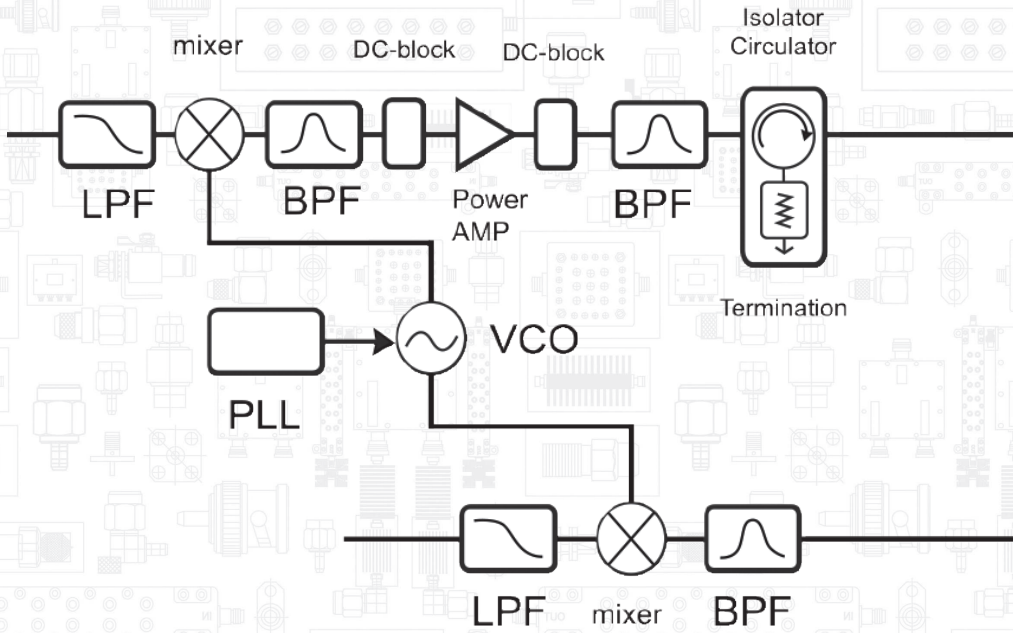 Isolator
Circulator
mixer
DC-block
DC-block
LPF
BPF
Power
AMP
BPF
Termination
VCO
PLL
LPF
mixer
BPF